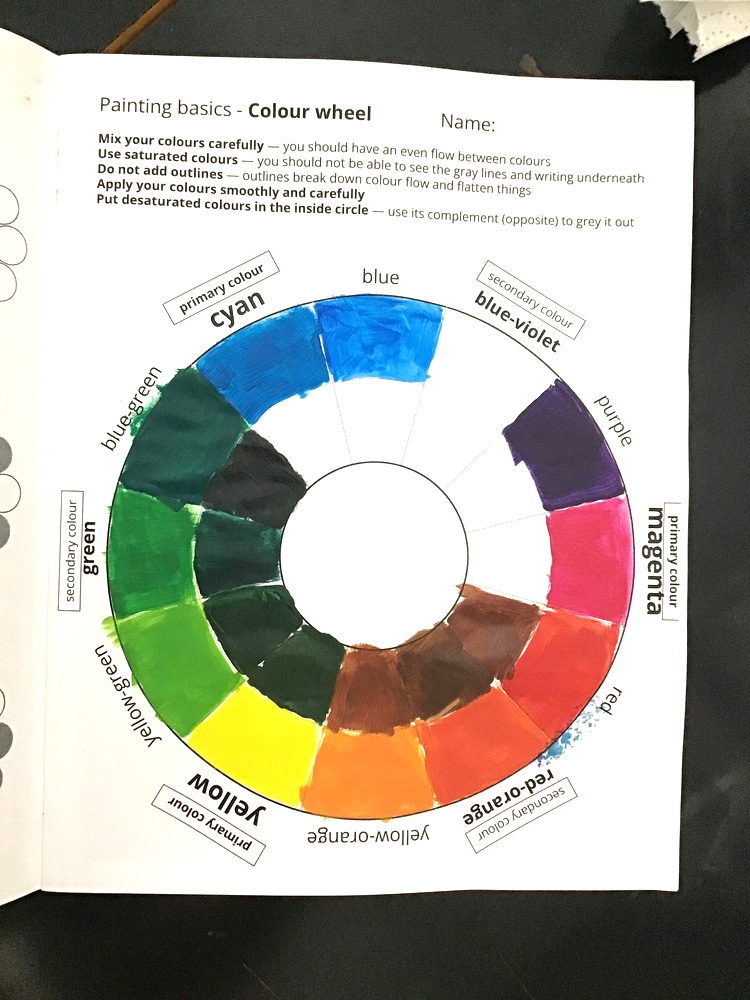 Painting basics - Colour wheel
Name:
Mix your colours carefully — you should have an even flow between colours
Use saturated colours — you should not be able to see the gray lines and writing underneath
Do not add outlines — outlines break down colour flow and flatten things
Apply your colours smoothly and carefully
Put desaturated colours in the inside circle — use its complement (opposite) to grey it out
blue
secondary colour
blue-violet
purple
primary colour
magenta
red
red-orange
secondary colour
yellow-orange
yellow
primary colour
yellow-green
secondary colour
green
blue-green
primary colour
cyan